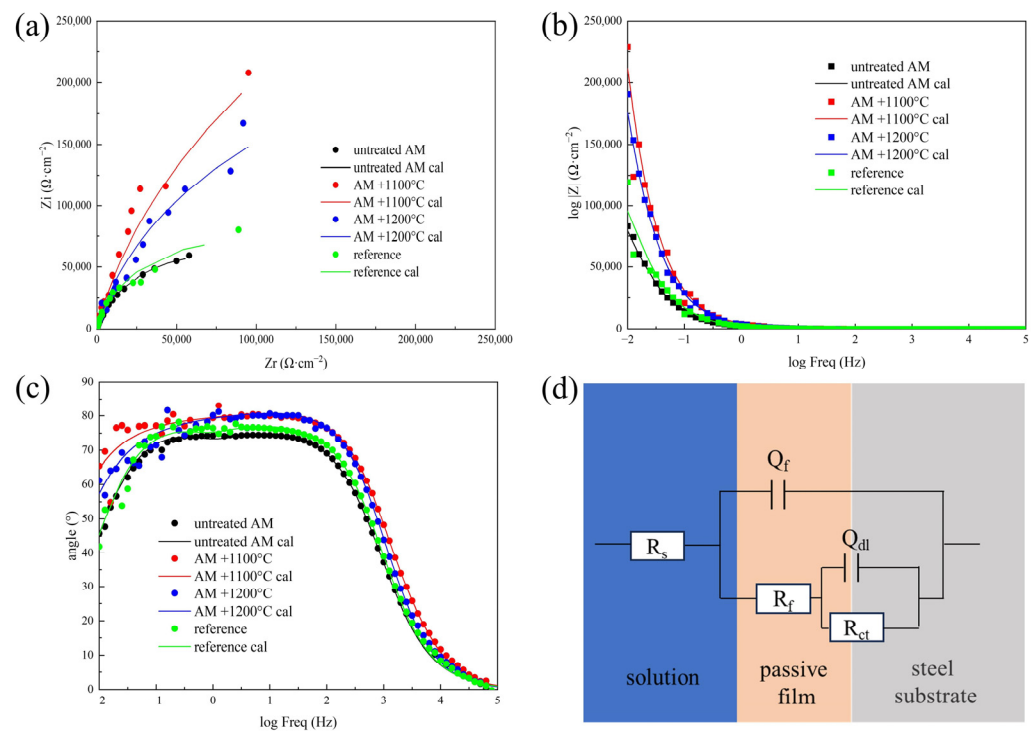 (a)
250,000
200,000
150,000
100,000
50,000
0
Zi (Ω·cm−2)
untreated AM
untreated AM cal
AM +1100°C
AM +1100°C cal
AM +1200°C
AM +1200°C cal
reference
reference cal
0 50,000 100,000 150,000 200,000 250,000
Zr (Ω·cm−2)
(b)
250,000
200,000
150,000
100,000
50,000
0
log |Z (Ω·cm−2)
untreated AM
untreated AM cal
AM +1100°C
AM +1100°C cal
AM +1200°C
AM +1200°C cal
reference
reference cal
−2 −1 0 1 2 3 4 5
log Freq (Hz)
(c)
90
80
70
60
50
40
30
20
10
0
angle (°)
untreated AM
untreated AM cal
AM +1100°C
AM +1100°C cal
AM +1200°C
AM +1200°C cal
reference
reference cal
2 −1 0 1 2 3 4 5
log Freq (Hz)
(d)
Qf
Qdl
Rs
Rf
Rct
solution
passive
film
steel
substrate